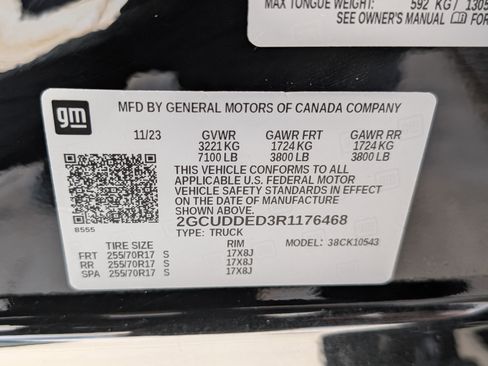 MAX TONGUE WEIGHT: 592 KG / 1305
SEE OWNER'S MANUAL FO
gm
MFD BY GENERAL MOTORS OF CANADA COMPANY
11/23 GVWR GAWR FRT GAWR RR
3221 KG 1724 KG 1724 KG
7100 LB 3800 LB 3800 LB
THIS VEHICLE CONFORMS TO ALL
APPLICABLE U.S. FEDERAL MOTOR
VEHICLE SAFETY STANDARDS IN EFFECT
ON THE DATE OF MANUFACTURE SHOWN ABOVE.
2GCUDDED3R1176468
8555
TYPE: TRUCK MODEL: 38CK10543
TIRE SIZE RIM
FRT 255/70R17 S 17X8J
RR 255/70R17 S 17X8J
SPA 255/70R17 S 17X8J